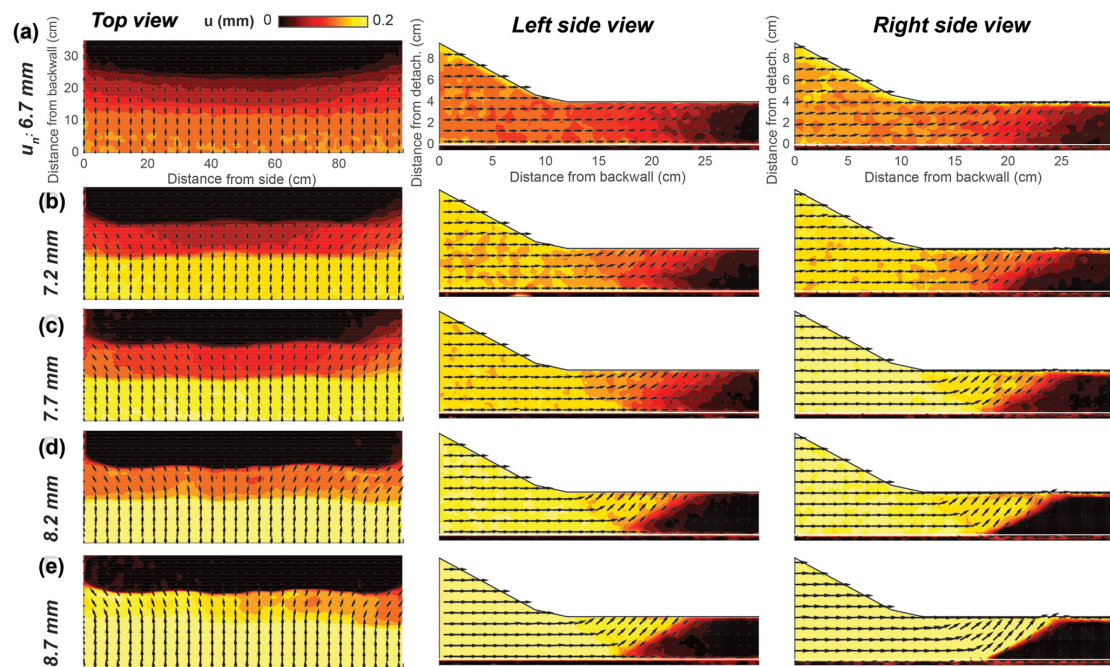 Top view u (mm) 0 0.2 Left side view Right side view
(a)
u_n: 6.7 mm
Distance from backwall (cm)
30
20
10
0
0 20 40 60 80
Distance from side (cm)
Distance from detach. (cm)
8
6
4
2
0
0 5 10 15 20 25
Distance from backwall (cm)
Distance from detach. (cm)
8
6
4
2
0
0 5 10 15 20 25
Distance from backwall (cm)
(b)
7.2 mm
(c)
7.7 mm
(d)
8.2 mm
(e)
8.7 mm